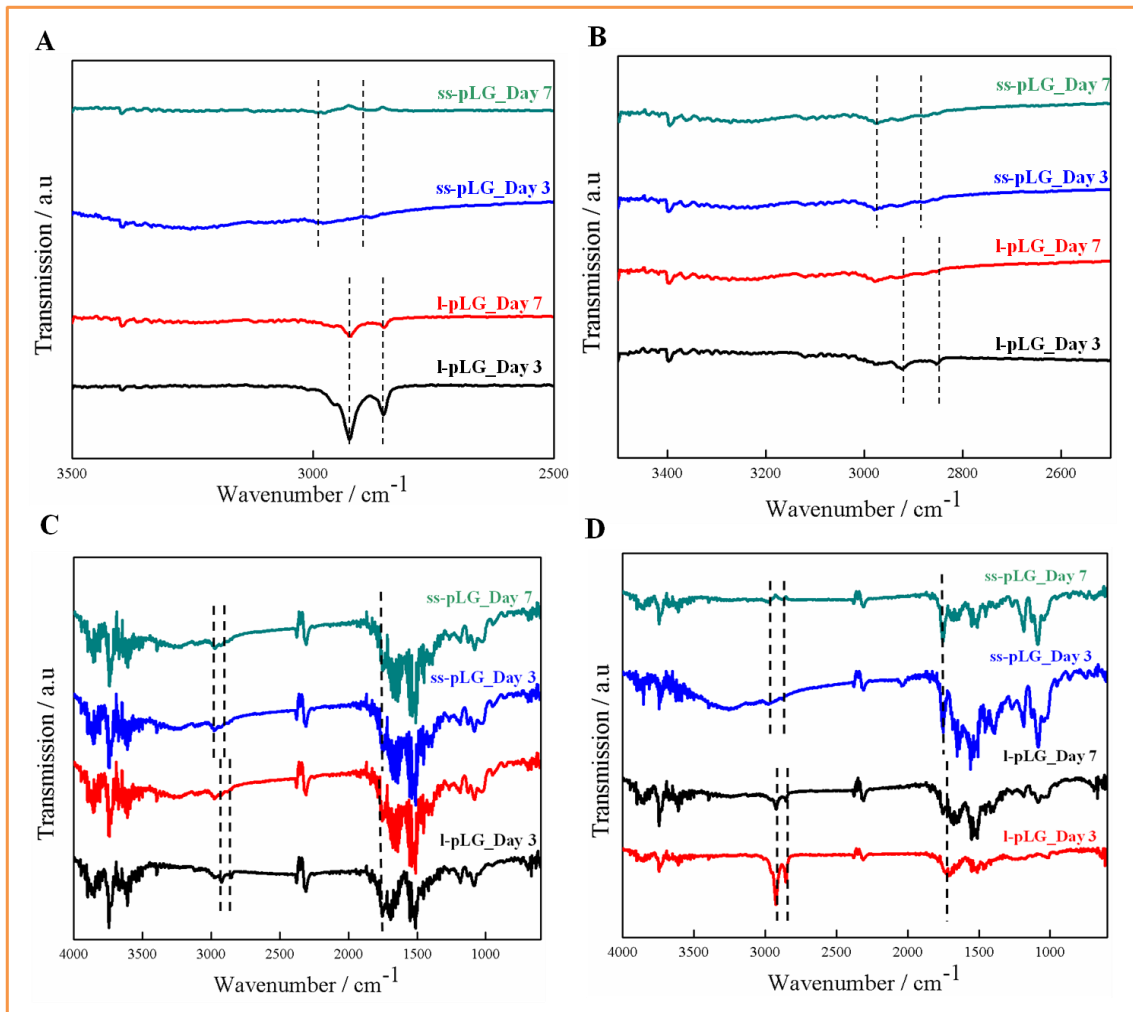 A
ss-pLG_Day 7
ss-pLG_Day 3
l-pLG_Day 7
l-pLG_Day 3
Transmission / a.u
3500
3000
2500
Wavenumber / cm-1
B
ss-pLG_Day 7
ss-pLG_Day 3
l-pLG_Day 7
l-pLG_Day 3
Transmission / a.u
3400
3200
3000
2800
2600
Wavenumber / cm-1
C
ss-pLG_Day 7
ss-pLG_Day 3
l-pLG_Day 7
l-pLG_Day 3
Transmission / a.u
4000
3500
3000
2500
2000
1500
1000
Wavenumber / cm-1
D
ss-pLG_Day 7
ss-pLG_Day 3
l-pLG_Day 7
l-pLG_Day 3
Transmission / a.u
4000
3500
3000
2500
2000
1500
1000
Wavenumber / cm-1